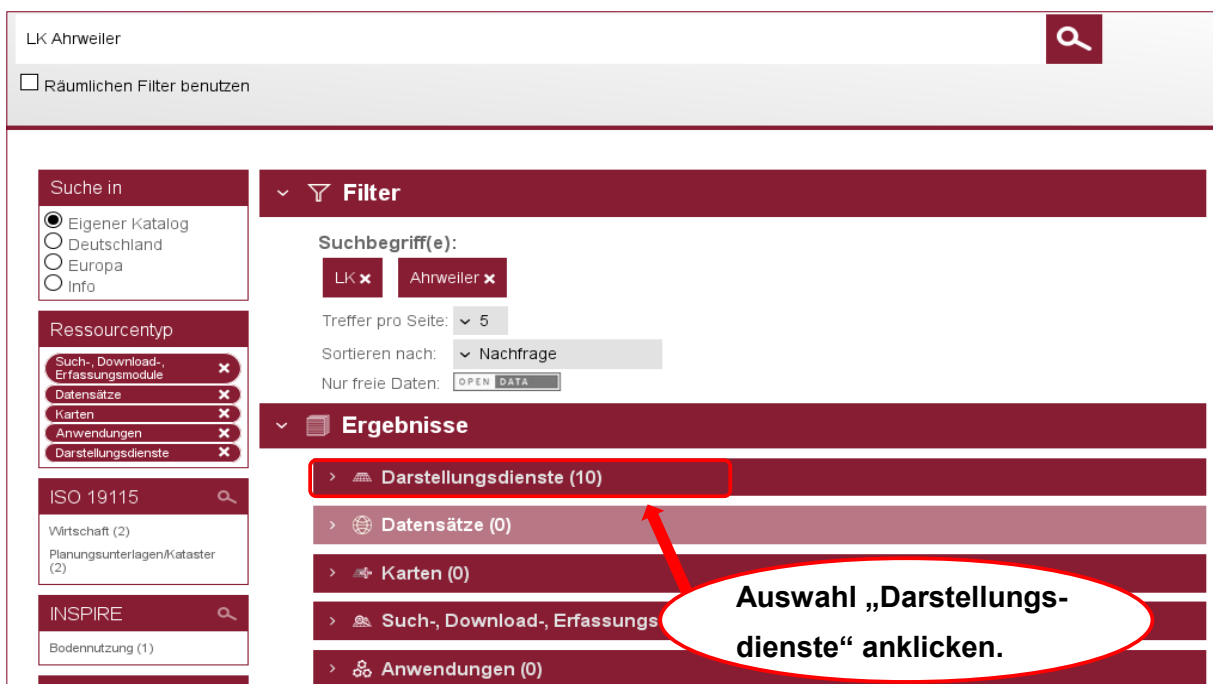 LK Ahrweiler
Räumlichen Filter benutzen
Suche in
Eigener Katalog
Deutschland
Europa
Info
Ressourcentyp
Such-, Download-,
Erfassungsmodule
Datensätze
Karten
Anwendungen
Darstellungsdienste
ISO 19115
Wirtschaft (2)
Planungsunterlagen/Kataster
(2)
INSPIRE
Bodennutzung (1)
Filter
Suchbegriff(e):
LK Ahrweiler
Treffer pro Seite: 5
Sortieren nach: Nachfrage
Nur freie Daten: OPEN DATA
Ergebnisse
Darstellungsdienste (10)
Datensätze (0)
Karten (0)
Such-, Download-, Erfassungs
Anwendungen (0)
Auswahl „Darstellungs-
dienste“ anklicken.